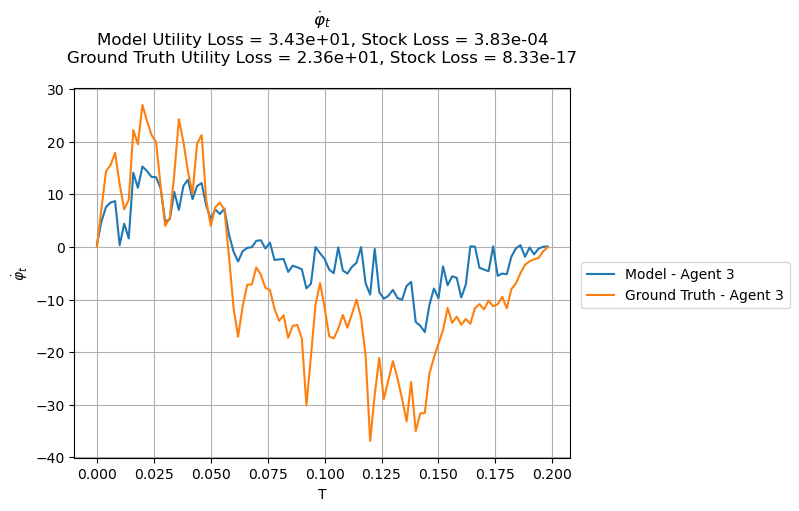 φ̇ₜ
Model Utility Loss = 3.43e+01, Stock Loss = 3.83e-04
Ground Truth Utility Loss = 2.36e+01, Stock Loss = 8.33e-17
30
20
10
0
−10
−20
−30
−40
φ̇ₜ
0.000 0.025 0.050 0.075 0.100 0.125 0.150 0.175 0.200
T
Model - Agent 3
Ground Truth - Agent 3